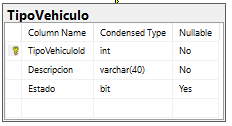 TipoVehiculo
Column Name Condensed Type Nullable
TipoVehiculoId int No
Descripcion varchar(40) No
Estado bit Yes